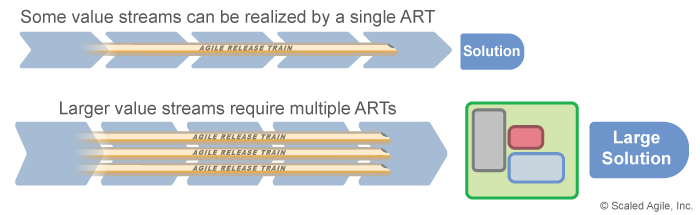 Some value streams can be realized by a single ART
AGILE RELEASE TRAIN
Solution
Larger value streams require multiple ARTs
AGILE RELEASE TRAIN
AGILE RELEASE TRAIN
AGILE RELEASE TRAIN
Large
Solution
© Scaled Agile, Inc.